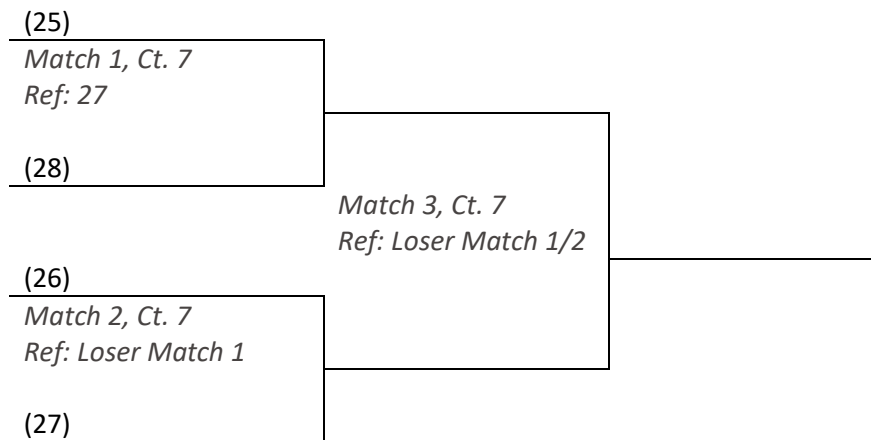 (25)
Match 1, Ct. 7
Ref: 27
(28)
Match 3, Ct. 7
Ref: Loser Match 1/2
(26)
Match 2, Ct. 7
Ref: Loser Match 1
(27)